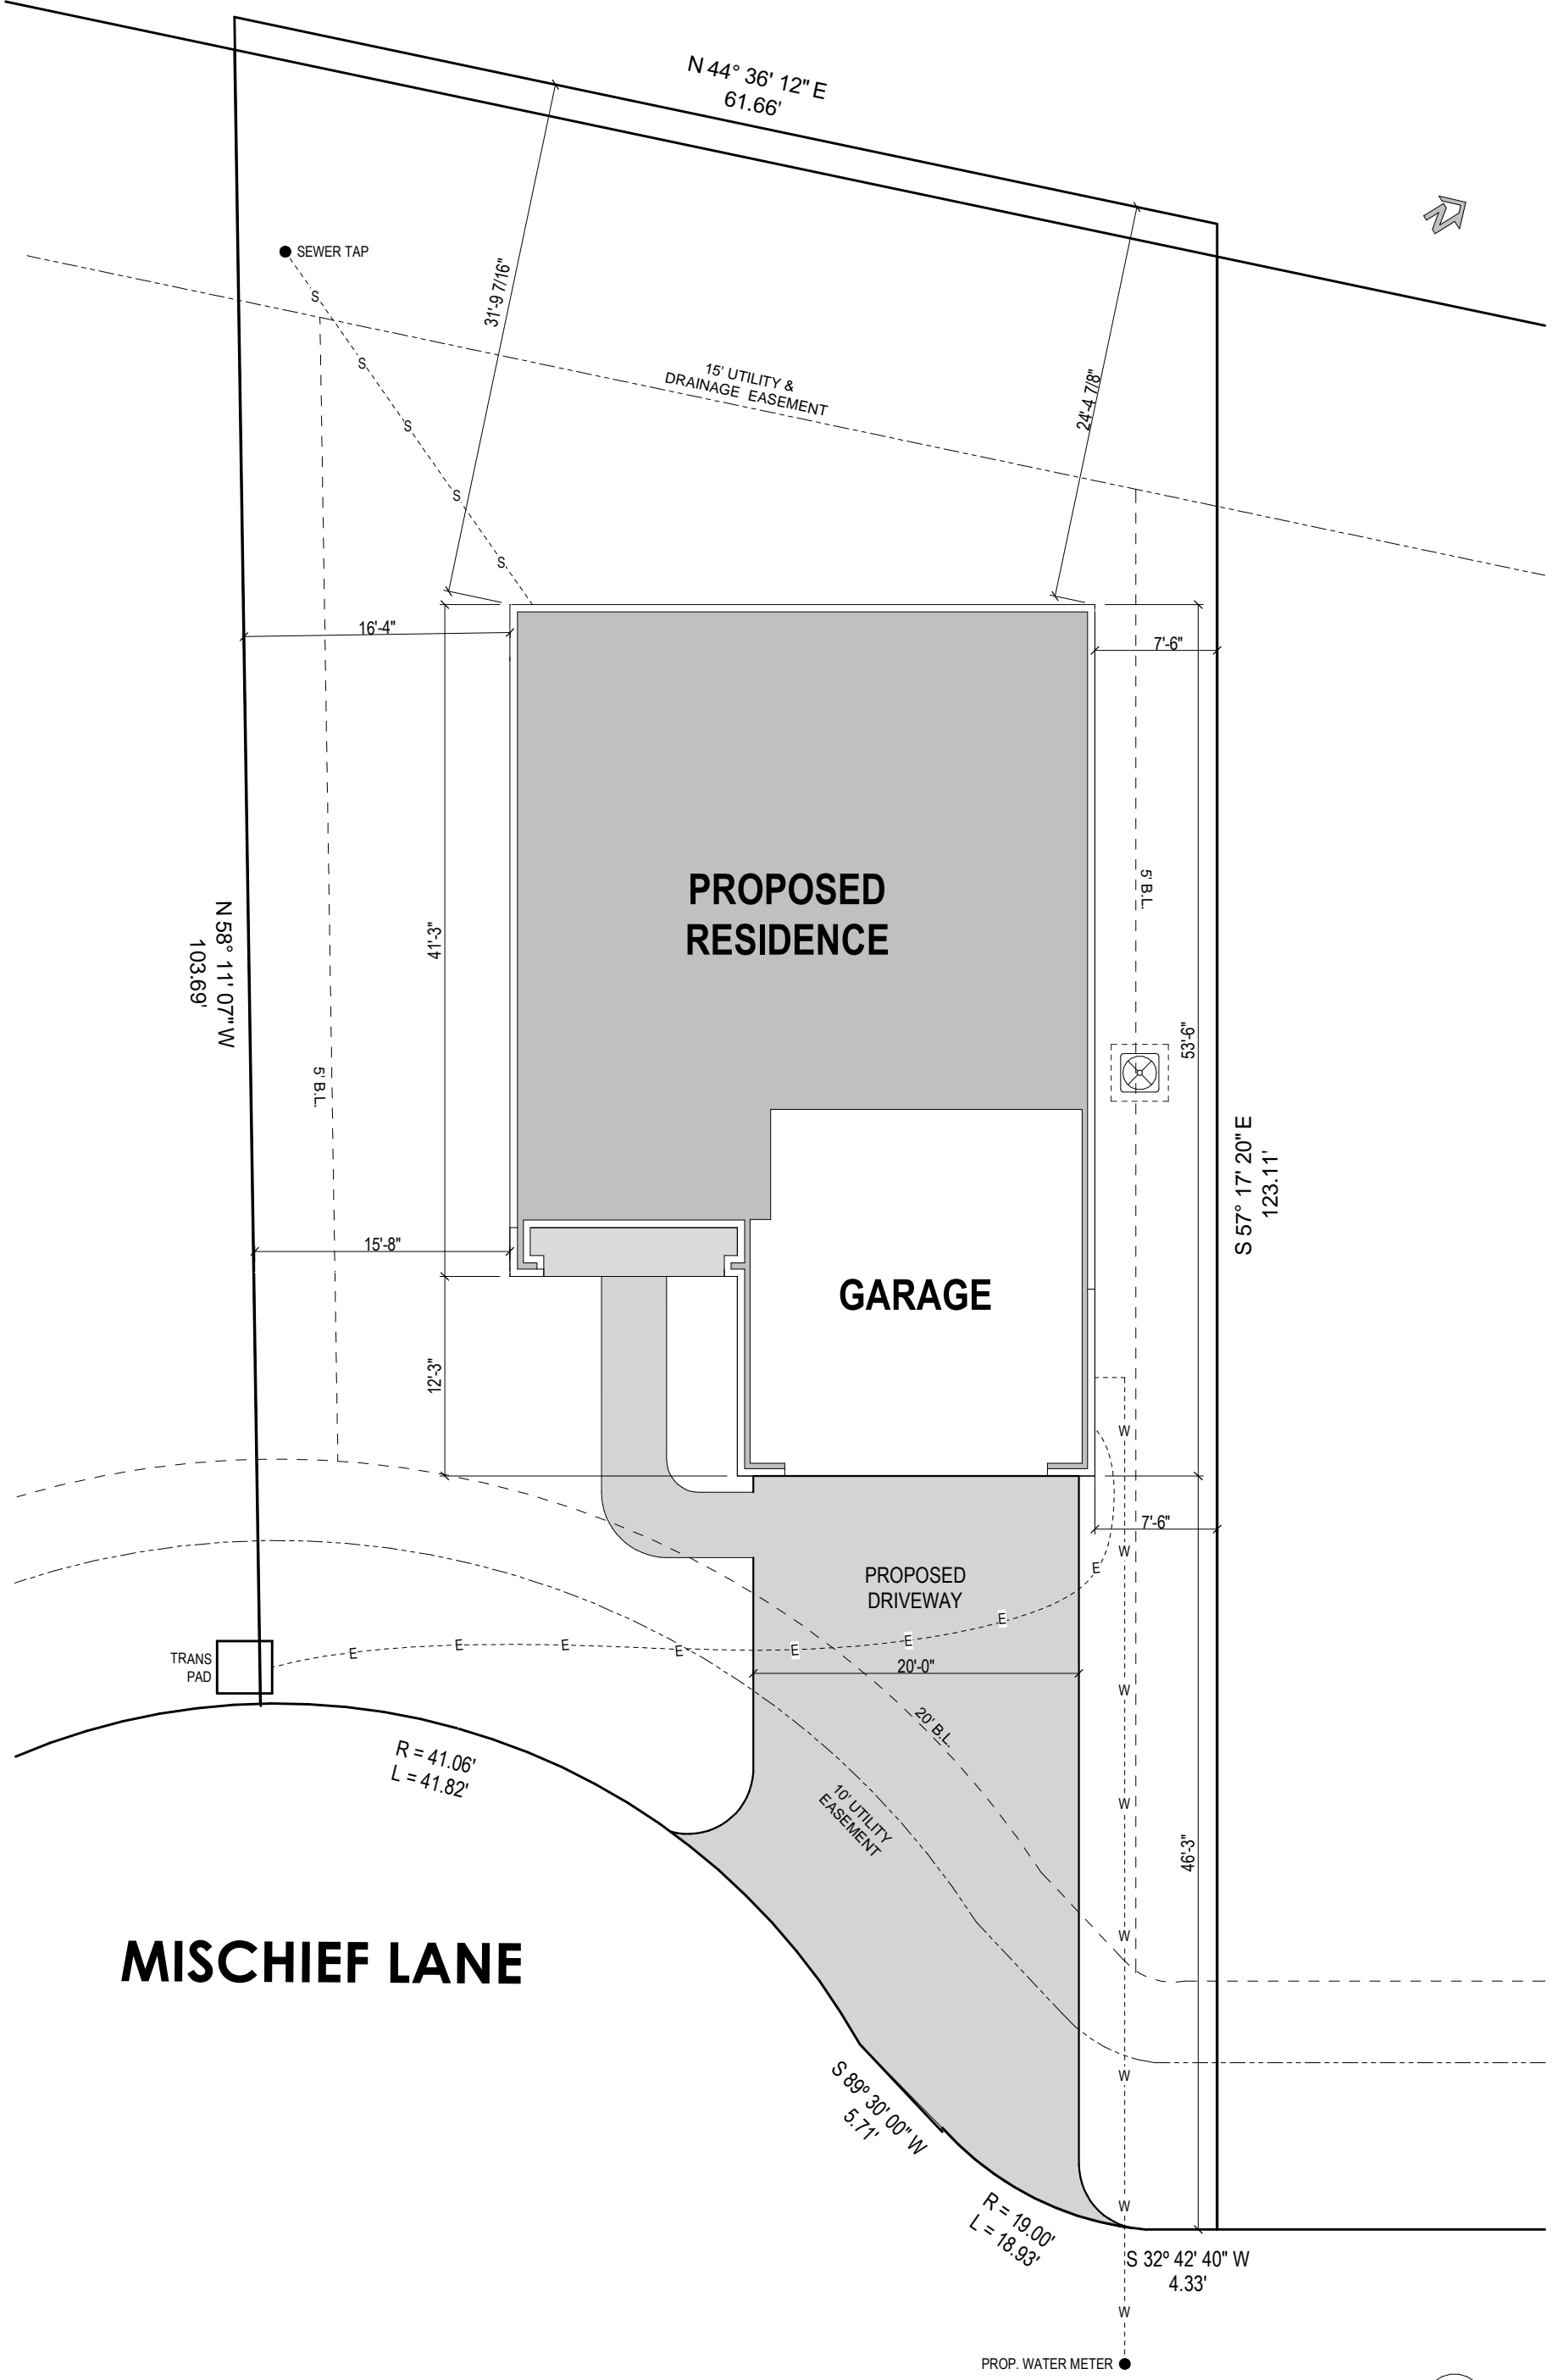 N 44° 36' 12" E
61.66'
N
SEWER TAP
S
31'-9 7/16"
S
15' UTILITY &
DRAINAGE EASEMENT
24'-4 7/8"
S
S
S
16'-4"
7'-6"
PROPOSED
RESIDENCE
5' B.L.
41'-3"
N 58° 11' 07" W
103.69'
53'-6"
5' B.L.
S 57° 17' 20" E
123.11'
15'-8"
GARAGE
12'-3"
W
7'-6"
W
E
PROPOSED
DRIVEWAY
E
E
E
E
E
E
E
TRANS
PAD
20'-0"
W
20' B.L.
R = 41.06'
L = 41.82'
10' UTILITY
EASEMENT
W
46'-3"
W
MISCHIEF LANE
W
S 89° 30' 00" W
5.71'
W
R = 19.00'
L = 18.93'
S 32° 42' 40" W
4.33'
W
PROP. WATER METER